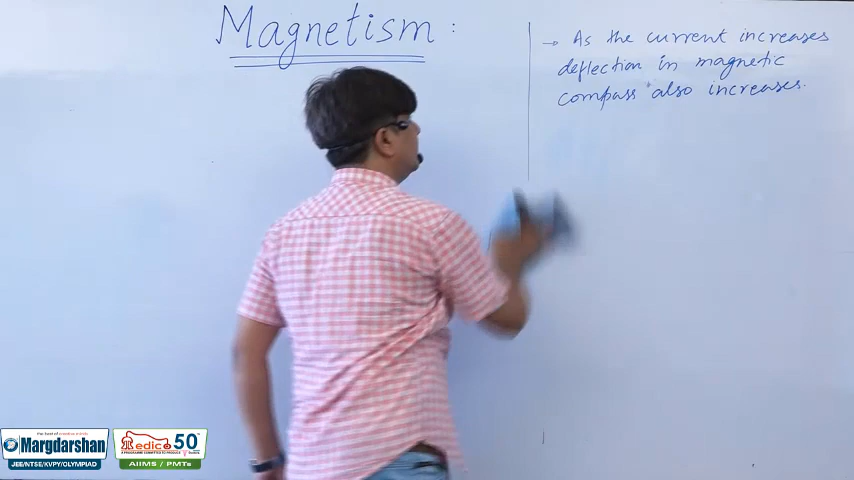 Magnetism :
→ As the current increases
deflection in magnetic
compass also increases.
Margdarshan
JEE/NTSE/KVPY/OLYMPIAD
Medico 50
AIIMS / PMTs